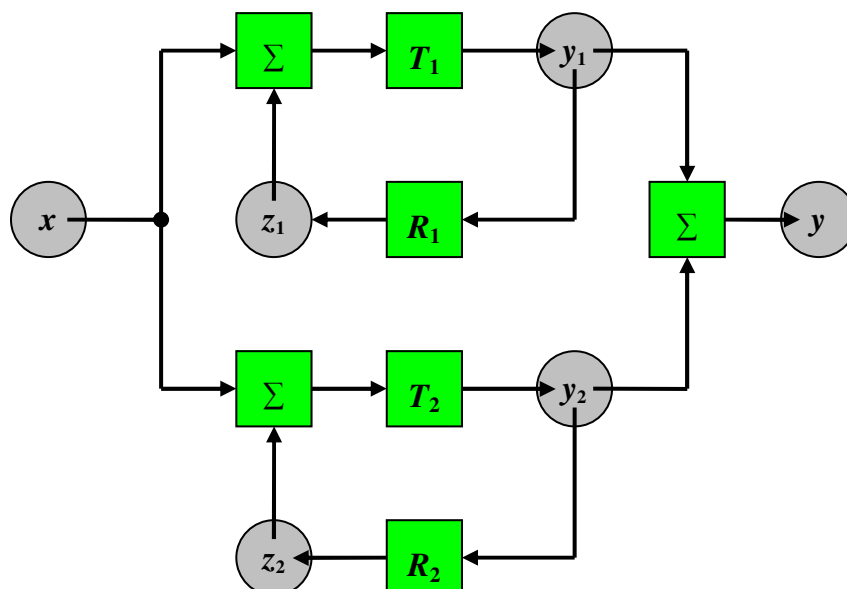 ∑ T₁ y₁
x z₁ R₁ ∑ y
∑ T₂ y₂
z₂ R₂